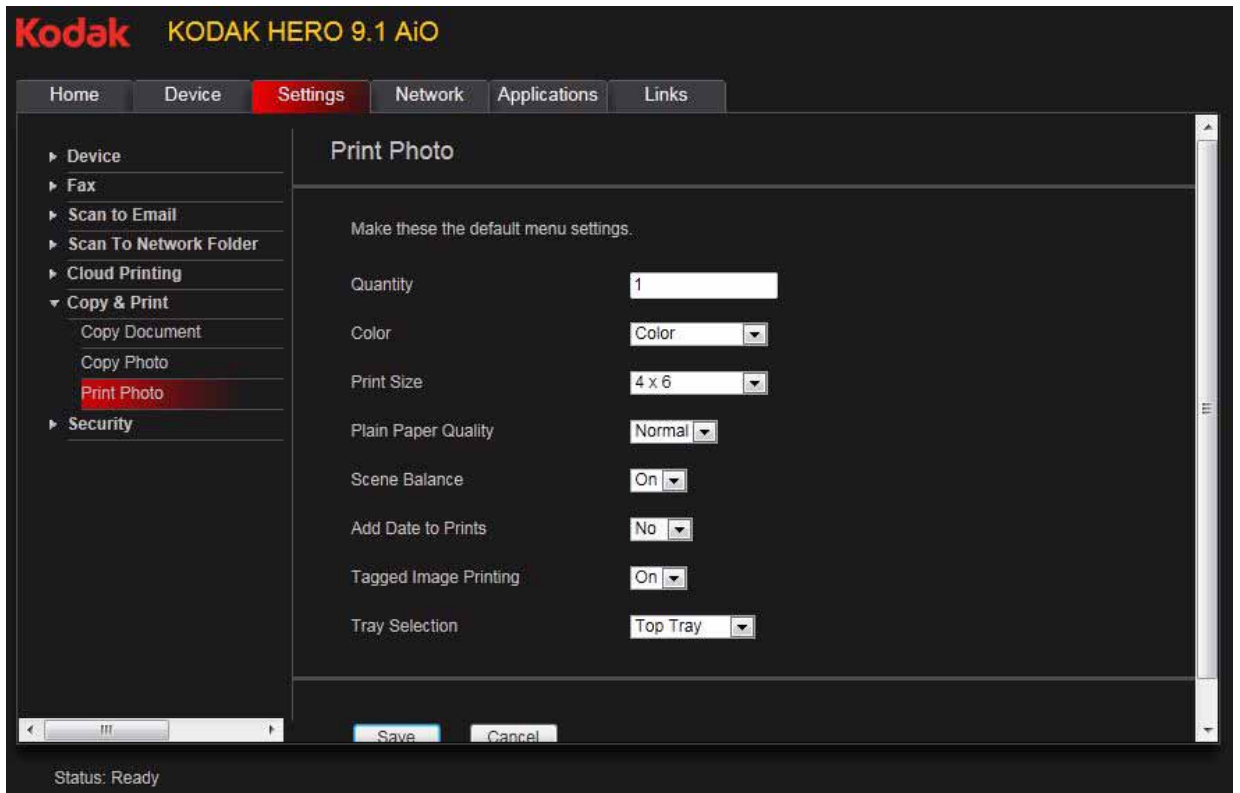 Kodak KODAK HERO 9.1 AiO
Home Device Settings Network Applications Links
Device
Fax
Scan to Email
Scan To Network Folder
Cloud Printing
Copy & Print
Copy Document
Copy Photo
Print Photo
Security
Print Photo
Make these the default menu settings.
Quantity 1
Color Color
Print Size 4 x 6
Plain Paper Quality Normal
Scene Balance On
Add Date to Prints No
Tagged Image Printing On
Tray Selection Top Tray
Save Cancel
Status: Ready